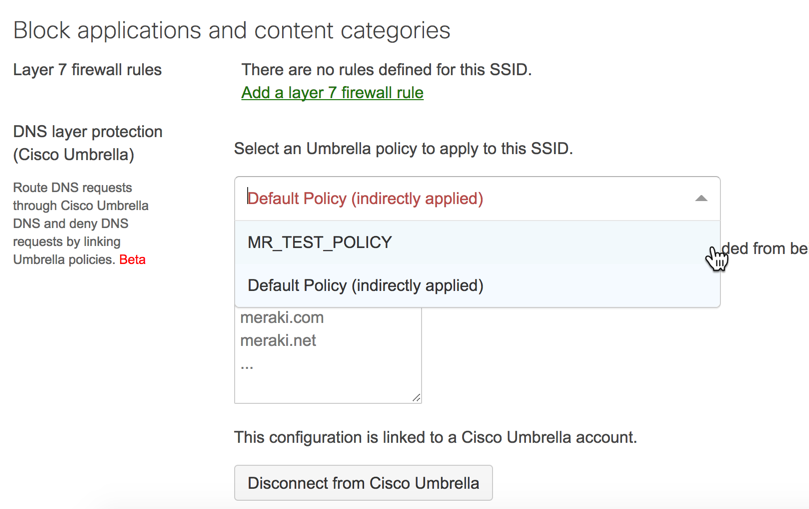 Block applications and content categories
Layer 7 firewall rules
There are no rules defined for this SSID.
Add a layer 7 firewall rule
DNS layer protection
(Cisco Umbrella)
Route DNS requests
through Cisco Umbrella
DNS and deny DNS
requests by linking
Umbrella policies. Beta
Select an Umbrella policy to apply to this SSID.
Default Policy (indirectly applied)
MR_TEST_POLICY
Default Policy (indirectly applied)
ded from be
meraki.com
meraki.net
...
This configuration is linked to a Cisco Umbrella account.
Disconnect from Cisco Umbrella